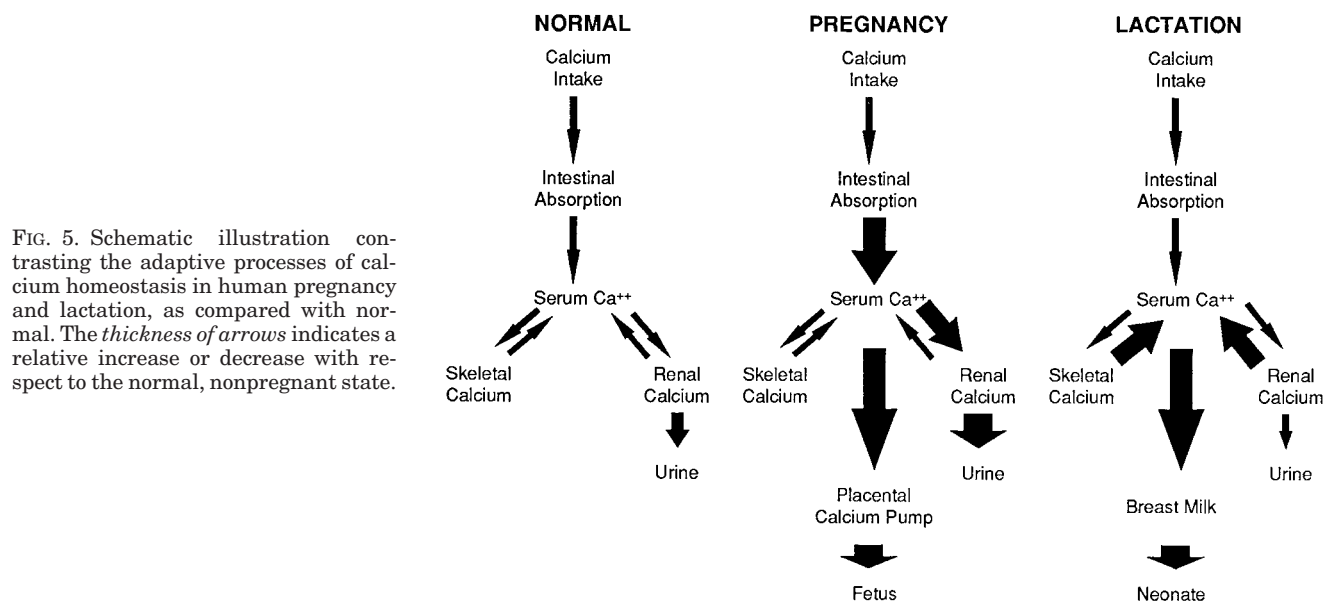 FIG. 5. Schematic illustration con-
trasting the adaptive processes of cal-
cium homeostasis in human pregnancy
and lactation, as compared with nor-
mal. The thickness of arrows indicates a
relative increase or decrease with re-
spect to the normal, nonpregnant state.
NORMAL
Calcium
Intake
Intestinal
Absorption
Serum Ca++
Skeletal
Calcium
Renal
Calcium
Urine
PREGNANCY
Calcium
Intake
Intestinal
Absorption
Serum Ca++
Skeletal
Calcium
Renal
Calcium
Urine
Placental
Calcium Pump
Fetus
LACTATION
Calcium
Intake
Intestinal
Absorption
Serum Ca++
Skeletal
Calcium
Renal
Calcium
Urine
Breast Milk
Neonate